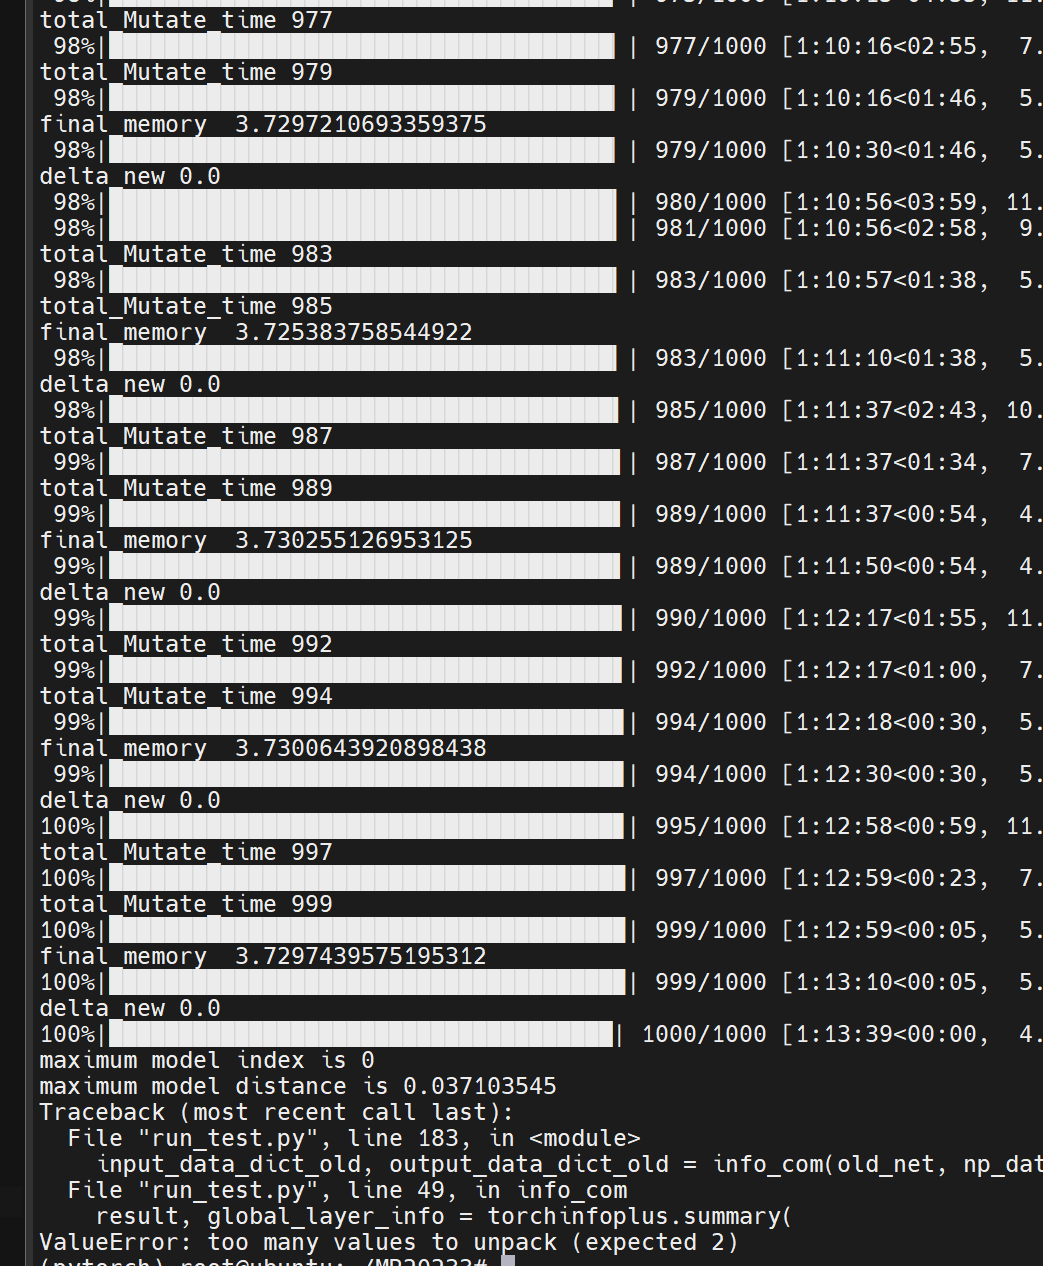 total_Mutate_time 977
98%| | 977/1000 [1:10:16<02:55, 7.
total_Mutate_time 979
98%| | 979/1000 [1:10:16<01:46, 5.
final_memory 3.7297210693359375
98%| | 979/1000 [1:10:30<01:46, 5.
delta_new 0.0
98%| | 980/1000 [1:10:56<03:59, 11.
98%| | 981/1000 [1:10:56<02:58, 9.
total_Mutate_time 983
98%| | 983/1000 [1:10:57<01:38, 5.
total_Mutate_time 985
final_memory 3.725383758544922
98%| | 983/1000 [1:11:10<01:38, 5.
delta_new 0.0
98%| | 985/1000 [1:11:37<02:43, 10.
total_Mutate_time 987
99%| | 987/1000 [1:11:37<01:34, 7.
total_Mutate_time 989
99%| | 989/1000 [1:11:37<00:54, 4.
final_memory 3.730255126953125
99%| | 989/1000 [1:11:50<00:54, 4.
delta_new 0.0
99%| | 990/1000 [1:12:17<01:55, 11.
total_Mutate_time 992
99%| | 992/1000 [1:12:17<01:00, 7.
total_Mutate_time 994
99%| | 994/1000 [1:12:18<00:30, 5.
final_memory 3.7300643920898438
99%| | 994/1000 [1:12:30<00:30, 5.
delta_new 0.0
100%| | 995/1000 [1:12:58<00:59, 11.
total_Mutate_time 997
100%| | 997/1000 [1:12:59<00:23, 7.
total_Mutate_time 999
100%| | 999/1000 [1:12:59<00:05, 5.
final_memory 3.7297439575195312
100%| | 999/1000 [1:13:10<00:05, 5.
delta_new 0.0
100%| | 1000/1000 [1:13:39<00:00, 4.
maximum model index is 0
maximum model distance is 0.037103545
Traceback (most recent call last):
File "run_test.py", line 183, in <module>
input_data_dict_old, output_data_dict_old = info_com(old_net, np_dat
File "run_test.py", line 49, in info_com
result, global_layer_info = torchinfoplus.summary(
ValueError: too many values to unpack (expected 2)